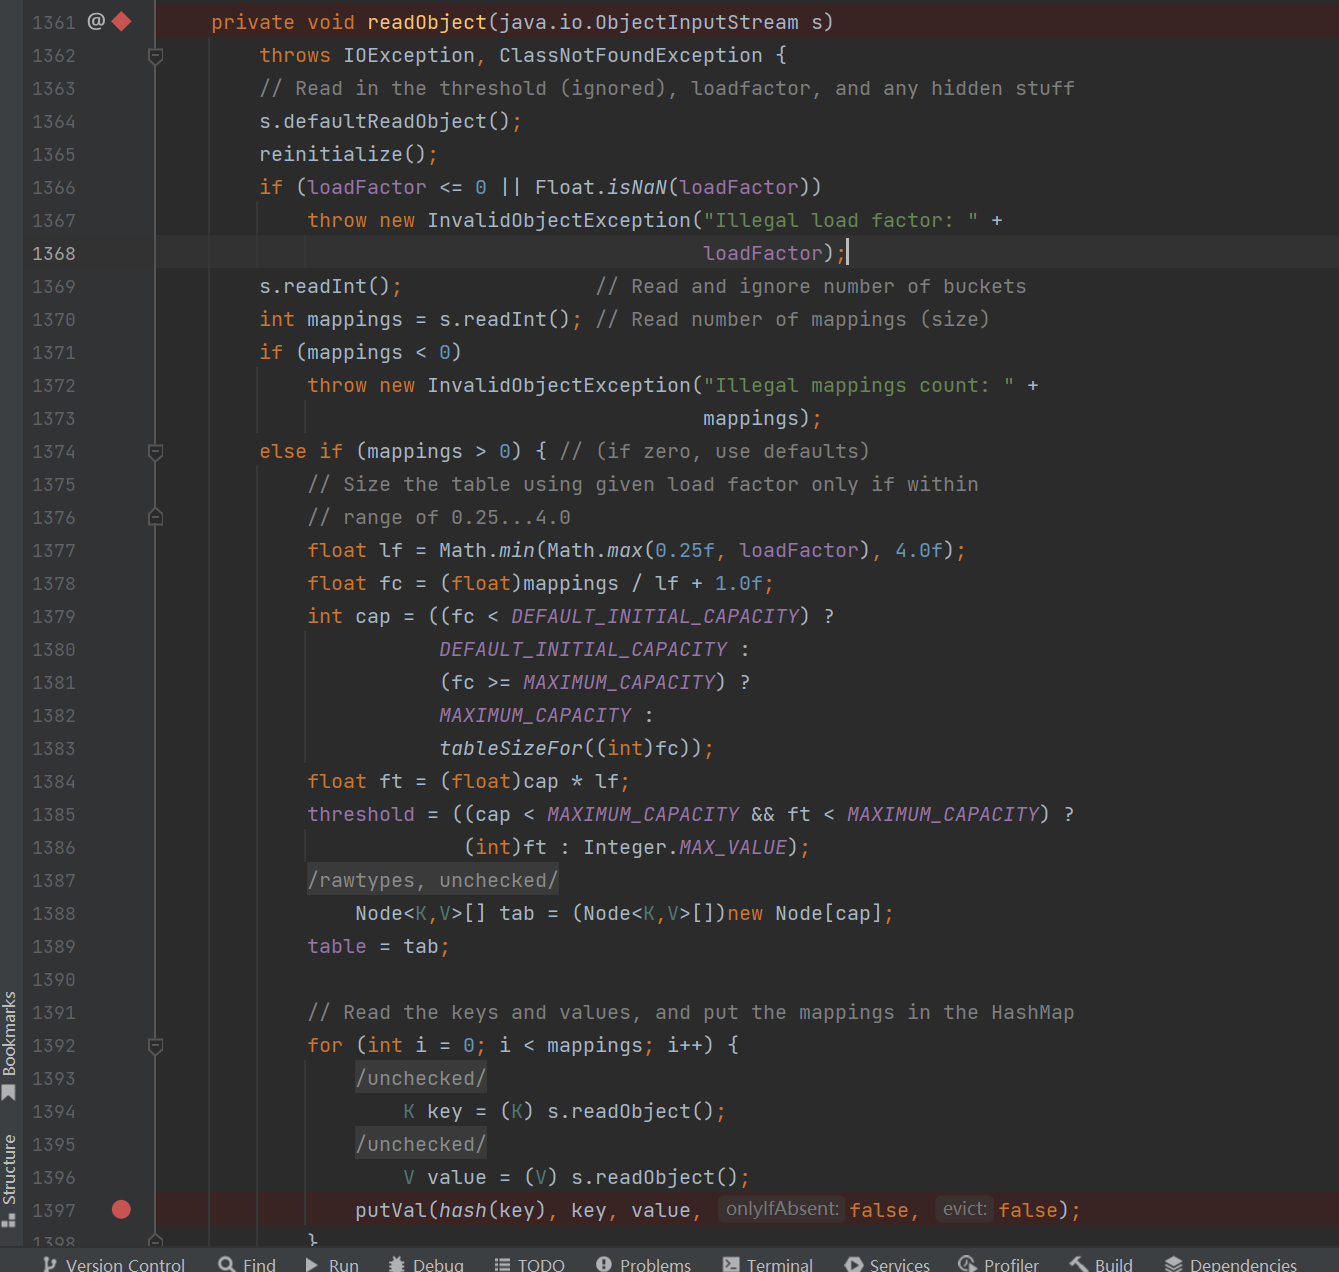 1361 @ private void readObject(java.io.ObjectInputStream s)
1362 throws IOException, ClassNotFoundException {
1363 // Read in the threshold (ignored), loadfactor, and any hidden stuff
1364 s.defaultReadObject();
1365 reinitialize();
1366 if (loadFactor <= 0 || Float.isNaN(loadFactor))
1367 throw new InvalidObjectException("Illegal load factor: " +
1368 loadFactor);
1369 s.readInt(); // Read and ignore number of buckets
1370 int mappings = s.readInt(); // Read number of mappings (size)
1371 if (mappings < 0)
1372 throw new InvalidObjectException("Illegal mappings count: " +
1373 mappings);
1374 else if (mappings > 0) { // (if zero, use defaults)
1375 // Size the table using given load factor only if within
1376 // range of 0.25...4.0
1377 float lf = Math.min(Math.max(0.25f, loadFactor), 4.0f);
1378 float fc = (float)mappings / lf + 1.0f;
1379 int cap = ((fc < DEFAULT_INITIAL_CAPACITY) ?
1380 DEFAULT_INITIAL_CAPACITY :
1381 (fc >= MAXIMUM_CAPACITY) ?
1382 MAXIMUM_CAPACITY :
1383 tableSizeFor((int)fc));
1384 float ft = (float)cap * lf;
1385 threshold = ((cap < MAXIMUM_CAPACITY && ft < MAXIMUM_CAPACITY) ?
1386 (int)ft : Integer.MAX_VALUE);
1387 /rawtypes, unchecked/
1388 Node<K,V>[] tab = (Node<K,V>[])new Node[cap];
1389 table = tab;
1390
1391 // Read the keys and values, and put the mappings in the HashMap
1392 for (int i = 0; i < mappings; i++) {
1393 /unchecked/
1394 K key = (K) s.readObject();
1395 /unchecked/
1396 V value = (V) s.readObject();
1397 putVal(hash(key), key, value, onlyIfAbsent: false, evict: false);
1398 }
Bookmarks
Structure
Version Control Find Run Debug TODO Problems Terminal Services Profiler Build Dependencies